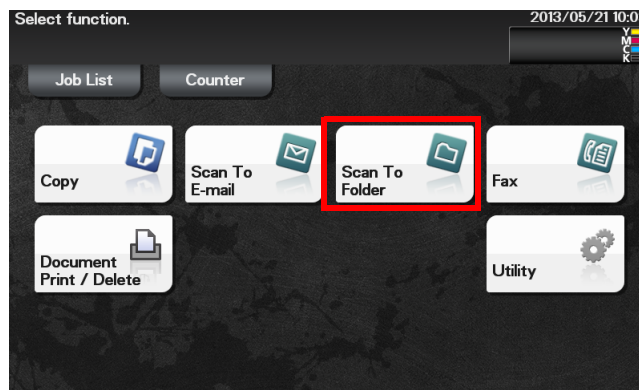 Select function.
2013/05/21 10:0
Y
M
C
K
Job List
Counter
Copy
Scan To
E-mail
Scan To
Folder
Fax
Document
Print / Delete
Utility